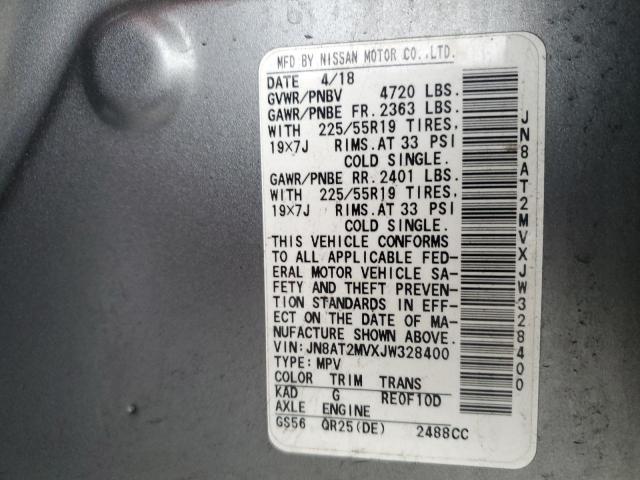 MFD BY NISSAN MOTOR CO.,LTD.
DATE 4/18
GVWR/PNBV 4720 LBS.
GAWR/PNBE FR. 2363 LBS.
WITH 225/55R19 TIRES,
19×7J RIMS.AT 33 PSI
COLD SINGLE.
GAWR/PNBE RR. 2401 LBS.
WITH 225/55R19 TIRES,
19×7J RIMS.AT 33 PSI
COLD SINGLE.
THIS VEHICLE CONFORMS
TO ALL APPLICABLE FED-
ERAL MOTOR VEHICLE SA-
FETY AND THEFT PREVEN-
TION STANDARDS IN EFF-
ECT ON THE DATE OF MA-
NUFACTURE SHOWN ABOVE.
VIN:JN8AT2MVXJW328400
TYPE:MPV
COLOR TRIM TRANS
KAD G RE0F10D
AXLE ENGINE
GS56 QR25(DE) 2488CC
JN8AT2MVXJW328400